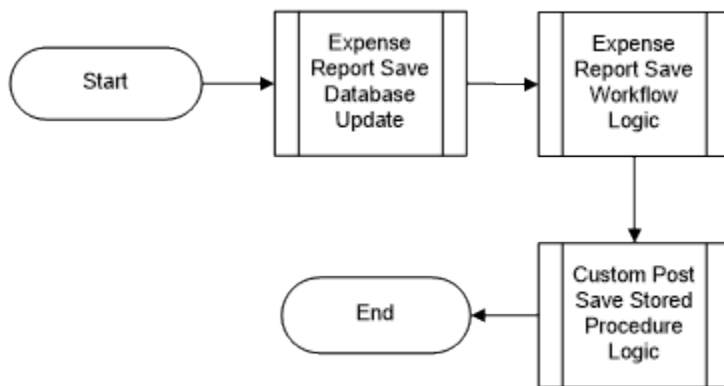 Start
Expense
Report Save
Database
Update
Expense
Report Save
Workflow
Logic
Custom Post
Save Stored
Procedure
Logic
End